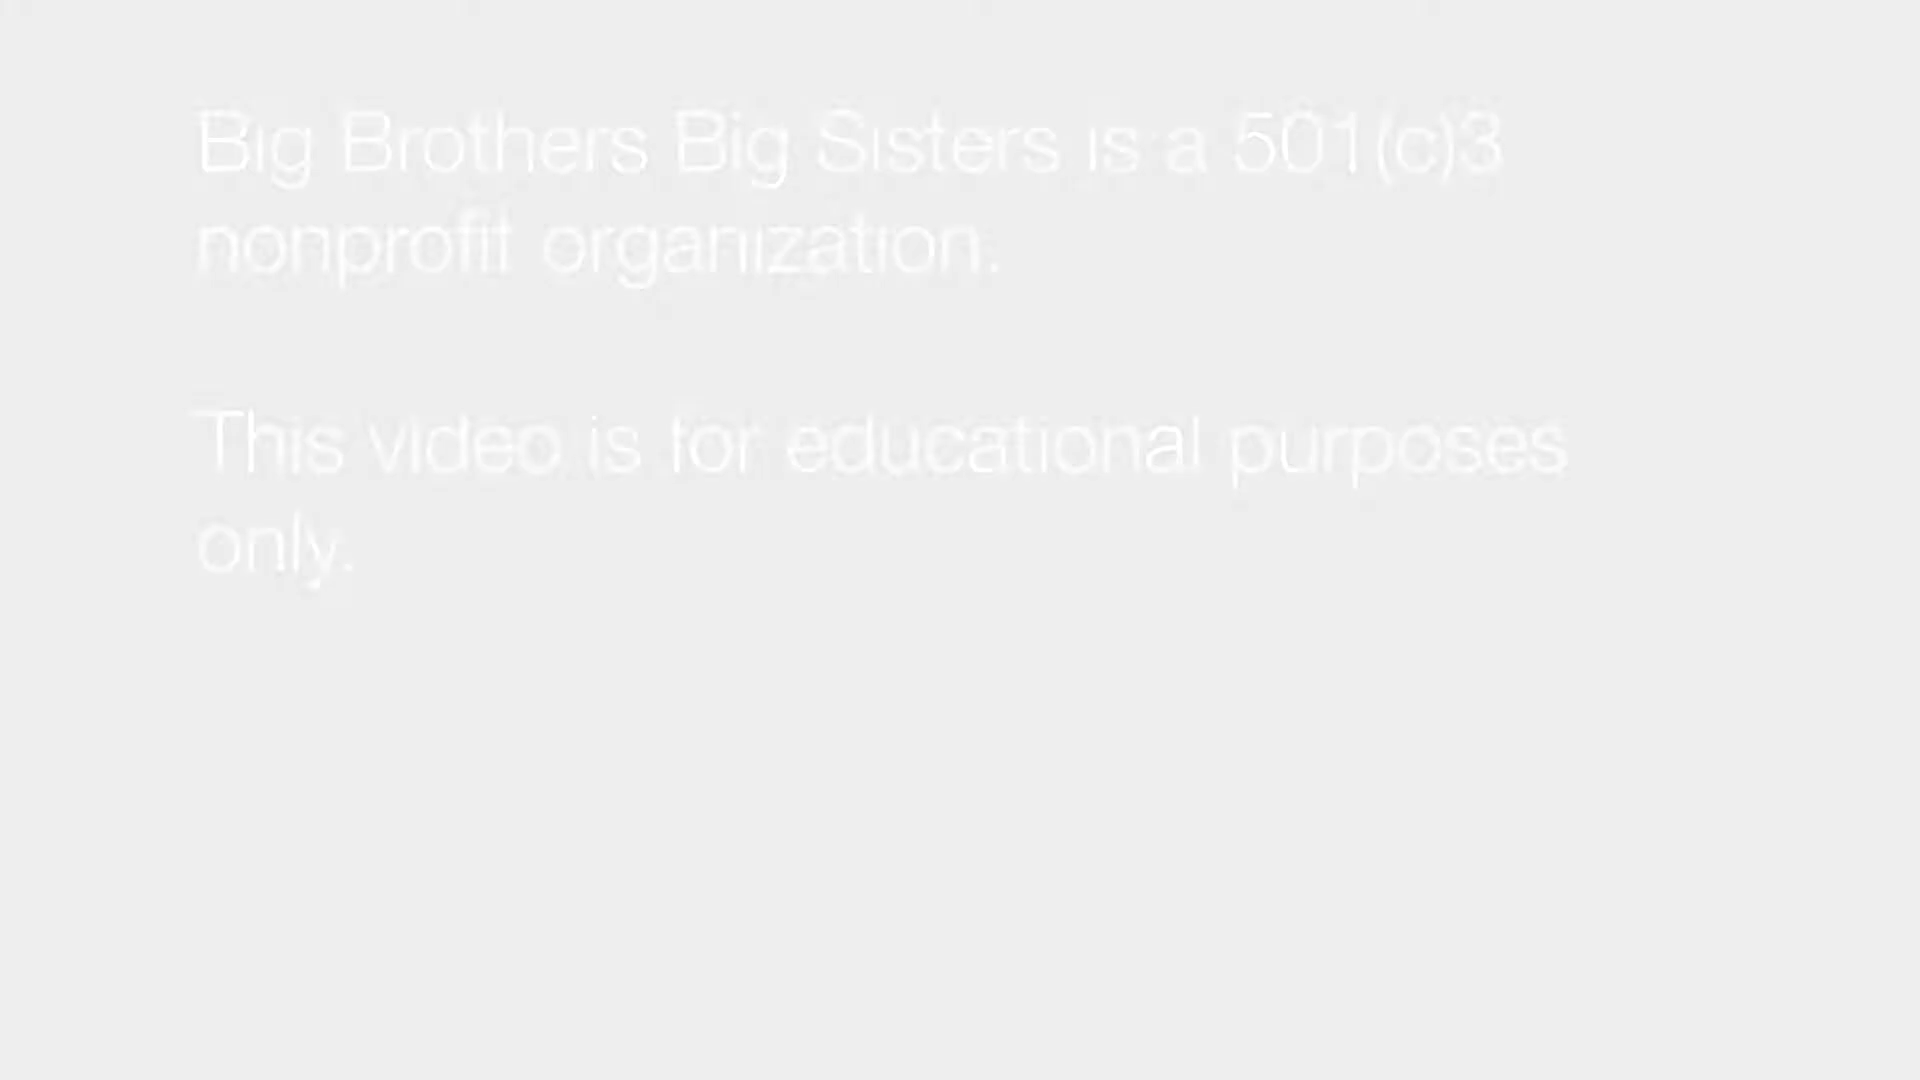 Big Brothers Big Sisters is a 501(c)3
nonprofit organization.
This video is for educational purposes
only.